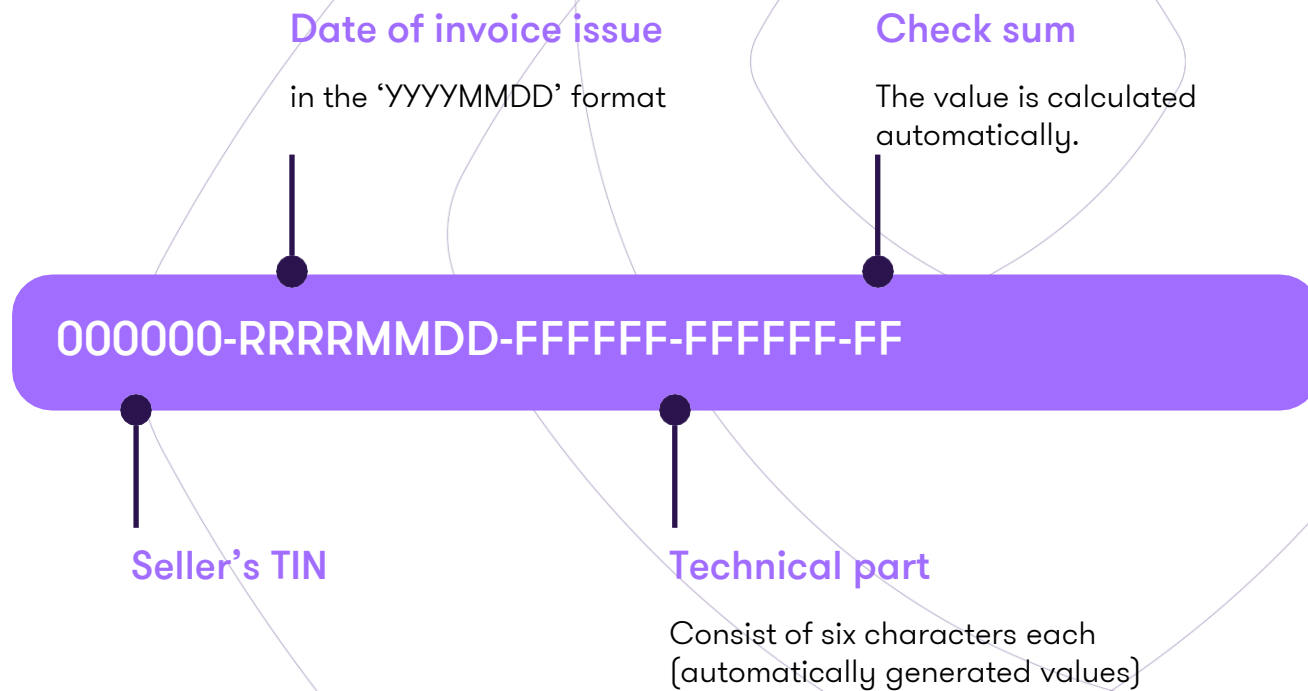 Date of invoice issue
in the ‘YYYYMMDD’ format
Check sum
The value is calculated
automatically.
000000-RRRRMMDD-FFFFFF-FFFFFF-FF
Seller’s TIN
Technical part
Consist of six characters each
(automatically generated values)